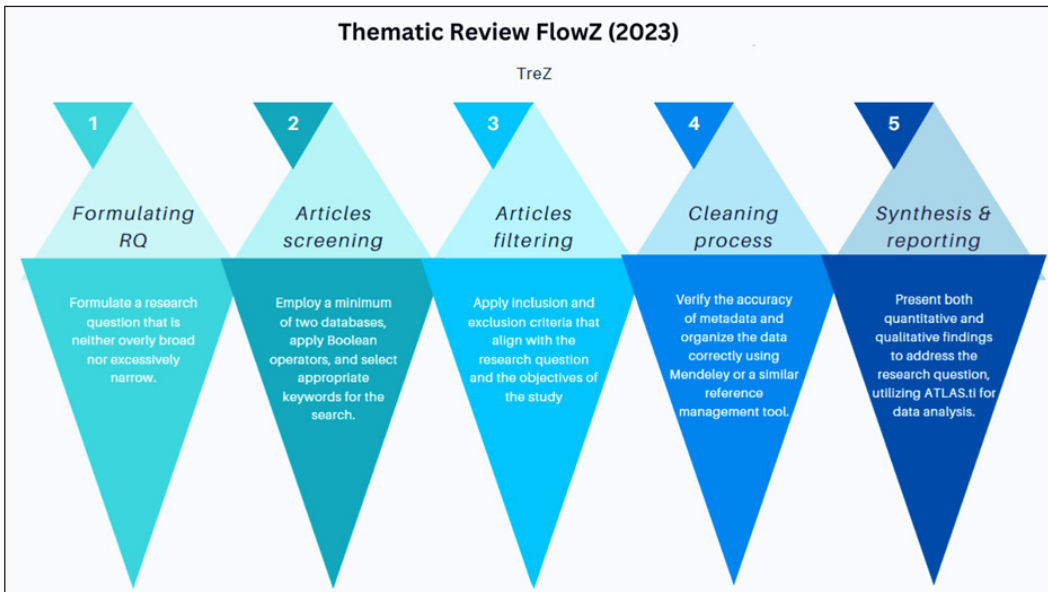 Thematic Review FlowZ (2023)
TreZ
1
Formulating
RQ
Formulate a research
question that is
neither overly broad
nor excessively
narrow.
2
Articles
screening
Employ a minimum
of two databases,
apply Boolean
operators, and select
appropriate
keywords for the
search.
3
Articles
filtering
Apply inclusion and
exclusion criteria that
align with the
research question
and the objectives of
the study
4
Cleaning
process
Verify the accuracy
of metadata and
organize the data
correctly using
Mendeley or a similar
reference
management tool.
5
Synthesis &
reporting
Present both
quantitative and
qualitative findings
to address the
research question,
utilizing ATLAS.ti for
data analysis.